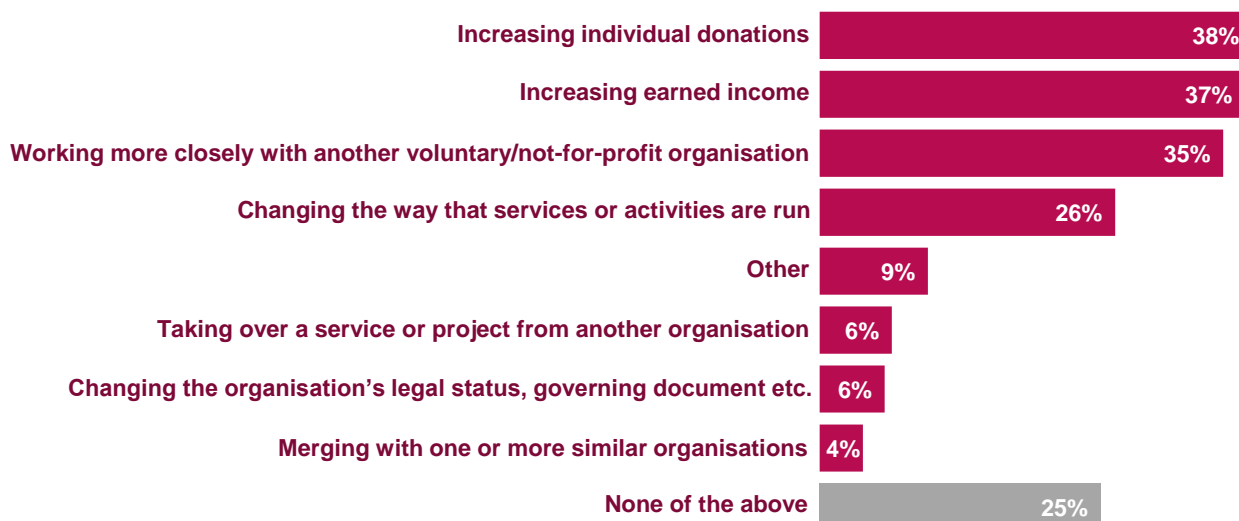 Increasing individual donations 38%
Increasing earned income 37%
Working more closely with another voluntary/not-for-profit organisation 35%
Changing the way that services or activities are run 26%
Other 9%
Taking over a service or project from another organisation 6%
Changing the organisation’s legal status, governing document etc. 6%
Merging with one or more similar organisations 4%
None of the above 25%